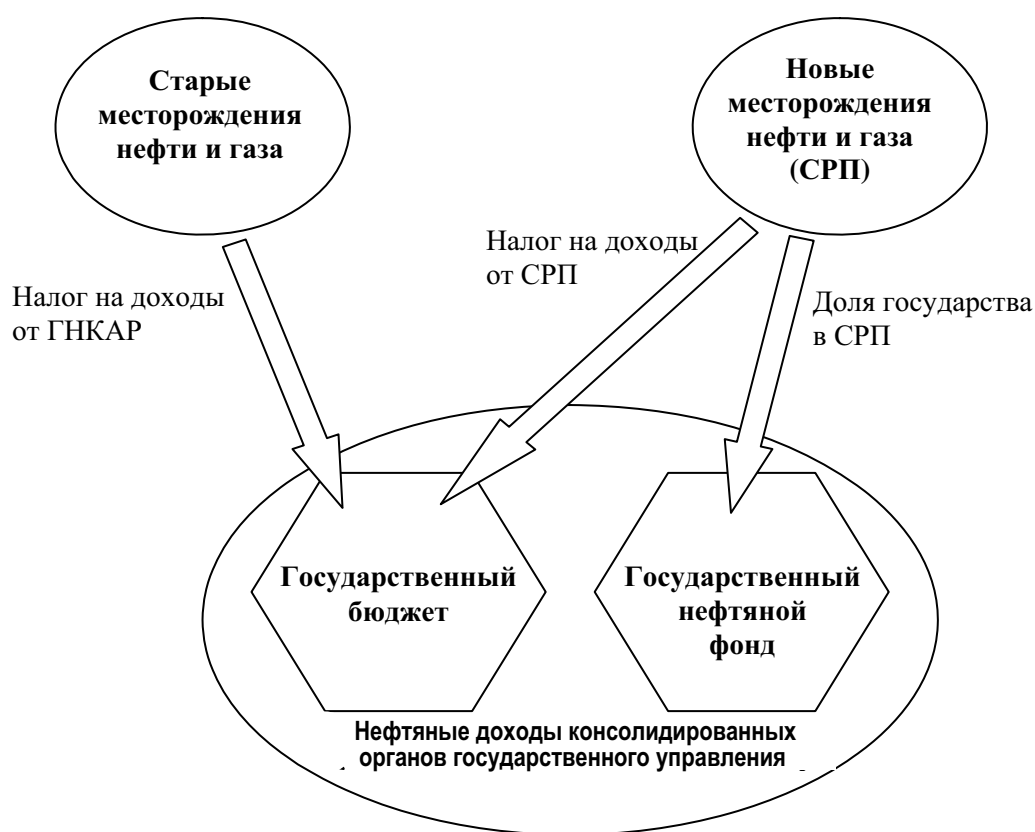 Старые
месторождения
нефти и газа
Новые
месторождения
нефти и газа
(СРП)
Налог на доходы
от СРП
Налог на доходы
от ГНКАР
Доля государства
в СРП
Государственный
бюджет
Государственный
нефтяной
фонд
Нефтяные доходы консолидированных
органов государственного управления